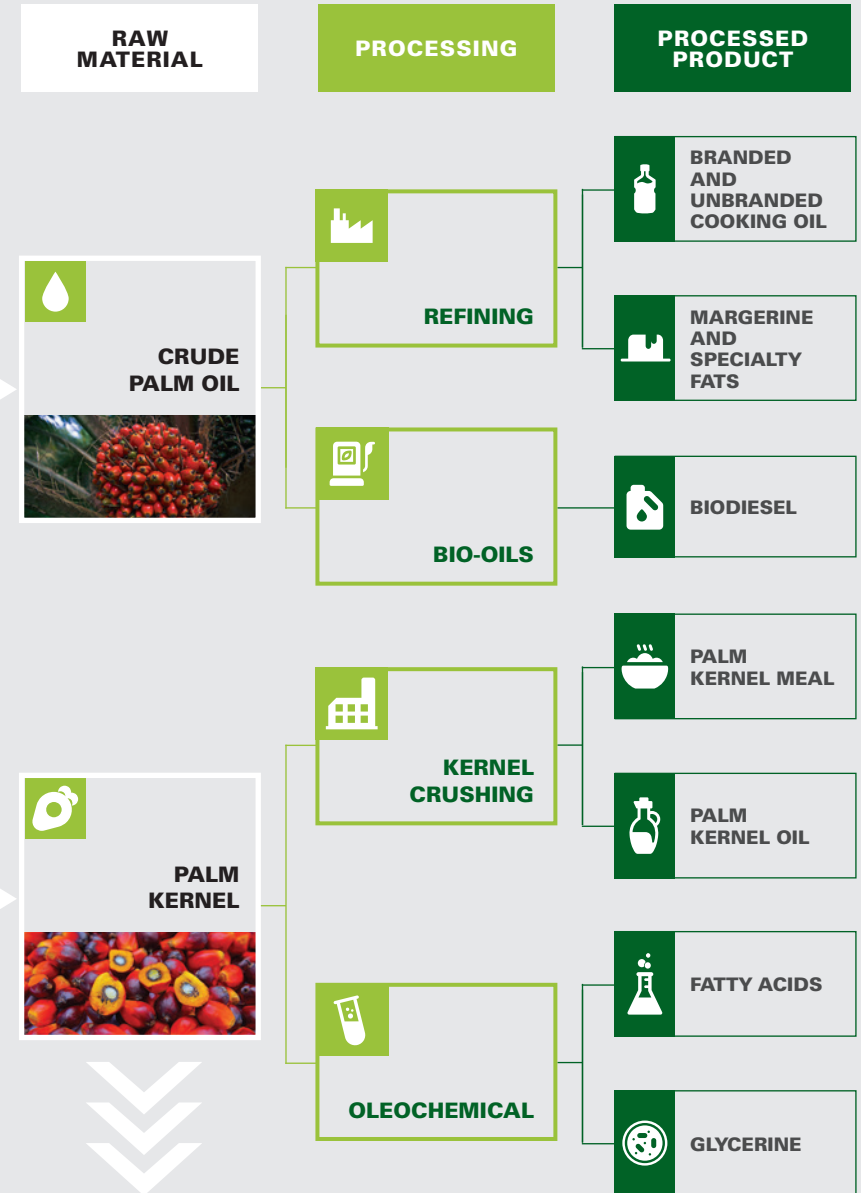 RAW
MATERIAL
PROCESSING
PROCESSED
PRODUCT
CRUDE
PALM OIL
REFINING
BRANDED
AND
UNBRANDED
COOKING OIL
MARGERINE
AND
SPECIALTY
FATS
BIO-OILS
BIODIESEL
PALM
KERNEL
KERNEL
CRUSHING
PALM
KERNEL MEAL
PALM
KERNEL OIL
OLEOCHEMICAL
FATTY ACIDS
GLYCERINE